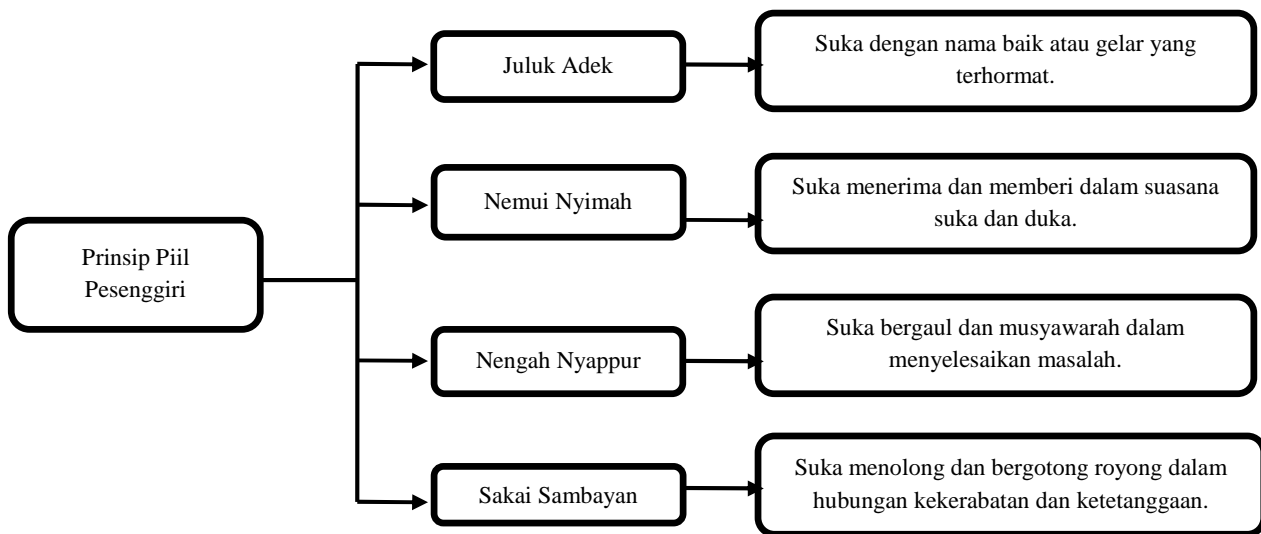 Prinsip Piil
Pesenggiri
Juluk Adek
Suka dengan nama baik atau gelar yang
terhormat.
Nemui Nyimah
Suka menerima dan memberi dalam suasana
suka dan duka.
Nengah Nyappur
Suka bergaul dan musyawarah dalam
menyelesaikan masalah.
Sakai Sambayan
Suka menolong dan bergotong royong dalam
hubungan kekerabatan dan ketetanggaan.